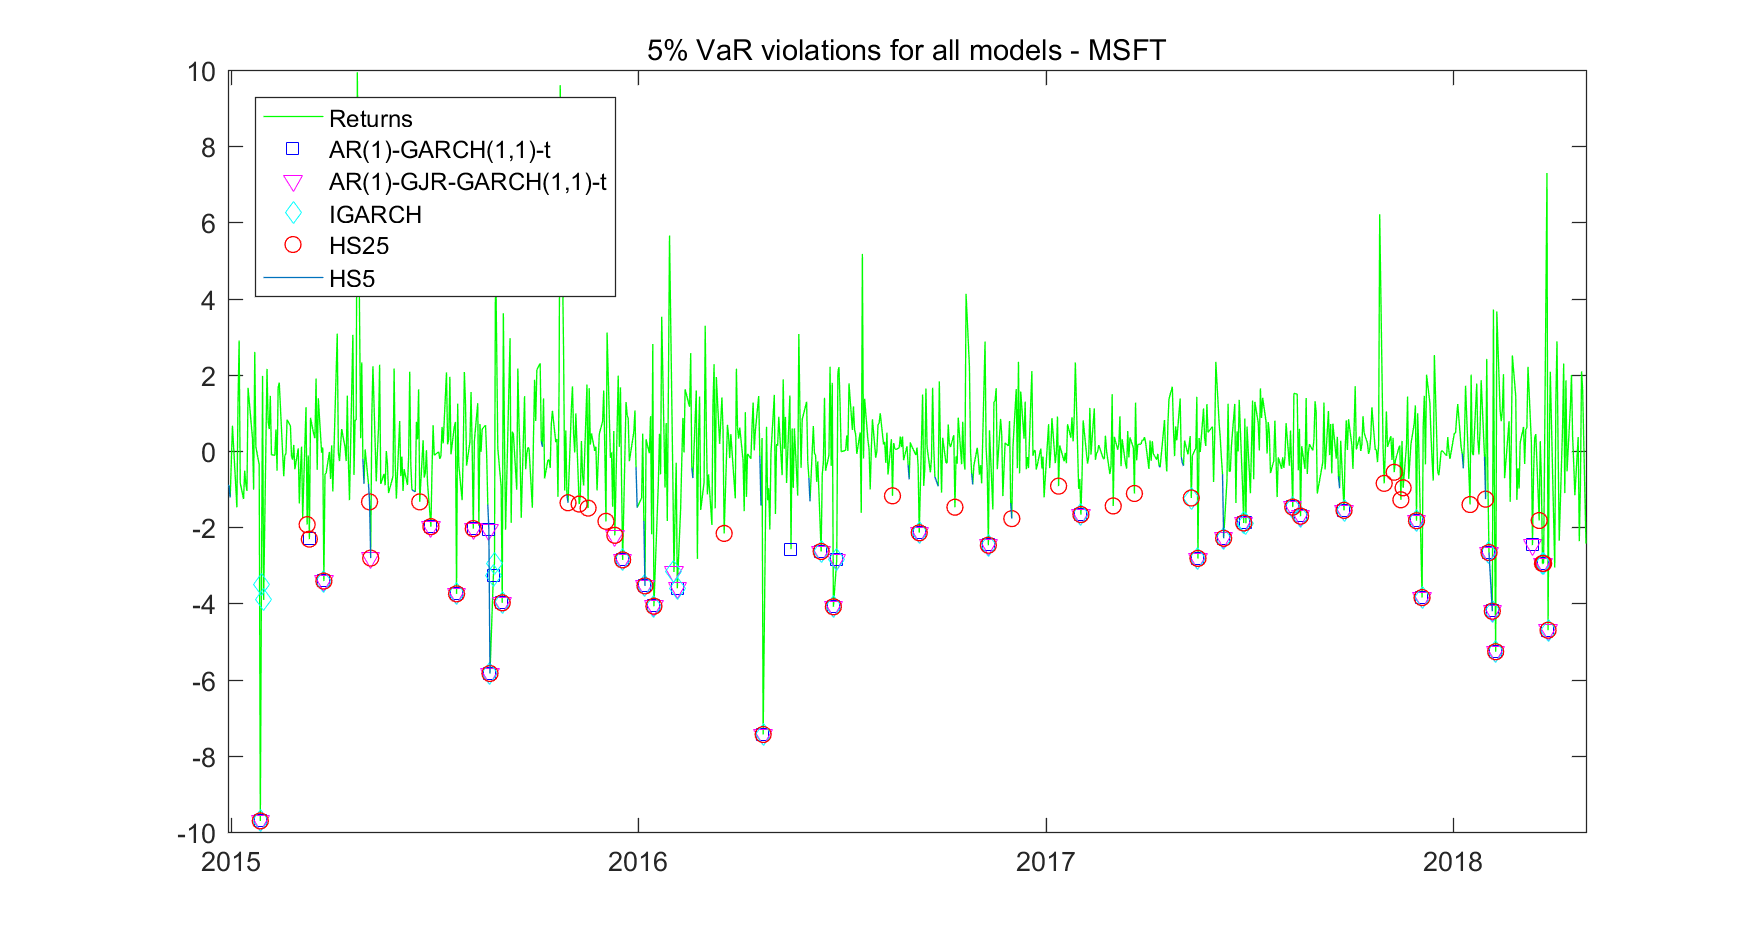 5% VaR violations for all models - MSFT
10
8
6
4
2
0
-2
-4
-6
-8
-10
Returns
AR(1)-GARCH(1,1)-t
AR(1)-GJR-GARCH(1,1)-t
IGARCH
HS25
HS5
2015
2016
2017
2018